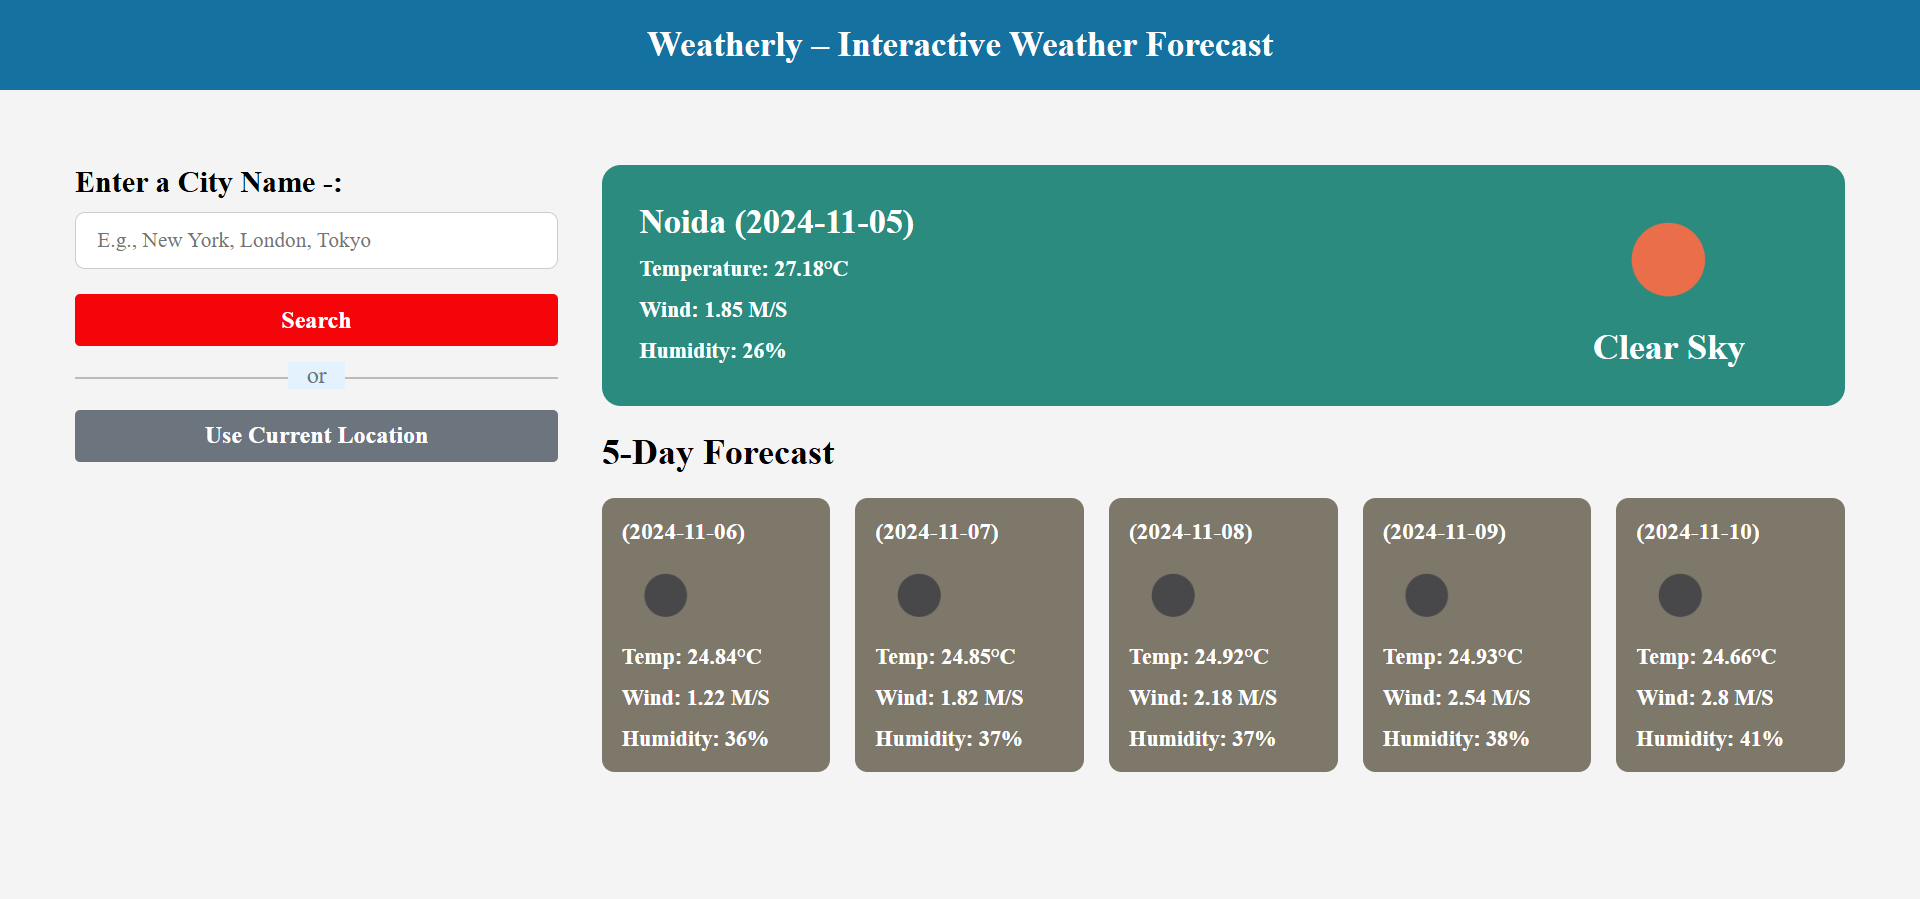 Weatherly – Interactive Weather Forecast
Enter a City Name -:
E.g., New York, London, Tokyo
Search
or
Use Current Location
Noida (2024-11-05)
Temperature: 27.18°C
Wind: 1.85 M/S
Humidity: 26%
Clear Sky
5-Day Forecast
(2024-11-06)
Temp: 24.84°C
Wind: 1.22 M/S
Humidity: 36%
(2024-11-07)
Temp: 24.85°C
Wind: 1.82 M/S
Humidity: 37%
(2024-11-08)
Temp: 24.92°C
Wind: 2.18 M/S
Humidity: 37%
(2024-11-09)
Temp: 24.93°C
Wind: 2.54 M/S
Humidity: 38%
(2024-11-10)
Temp: 24.66°C
Wind: 2.8 M/S
Humidity: 41%